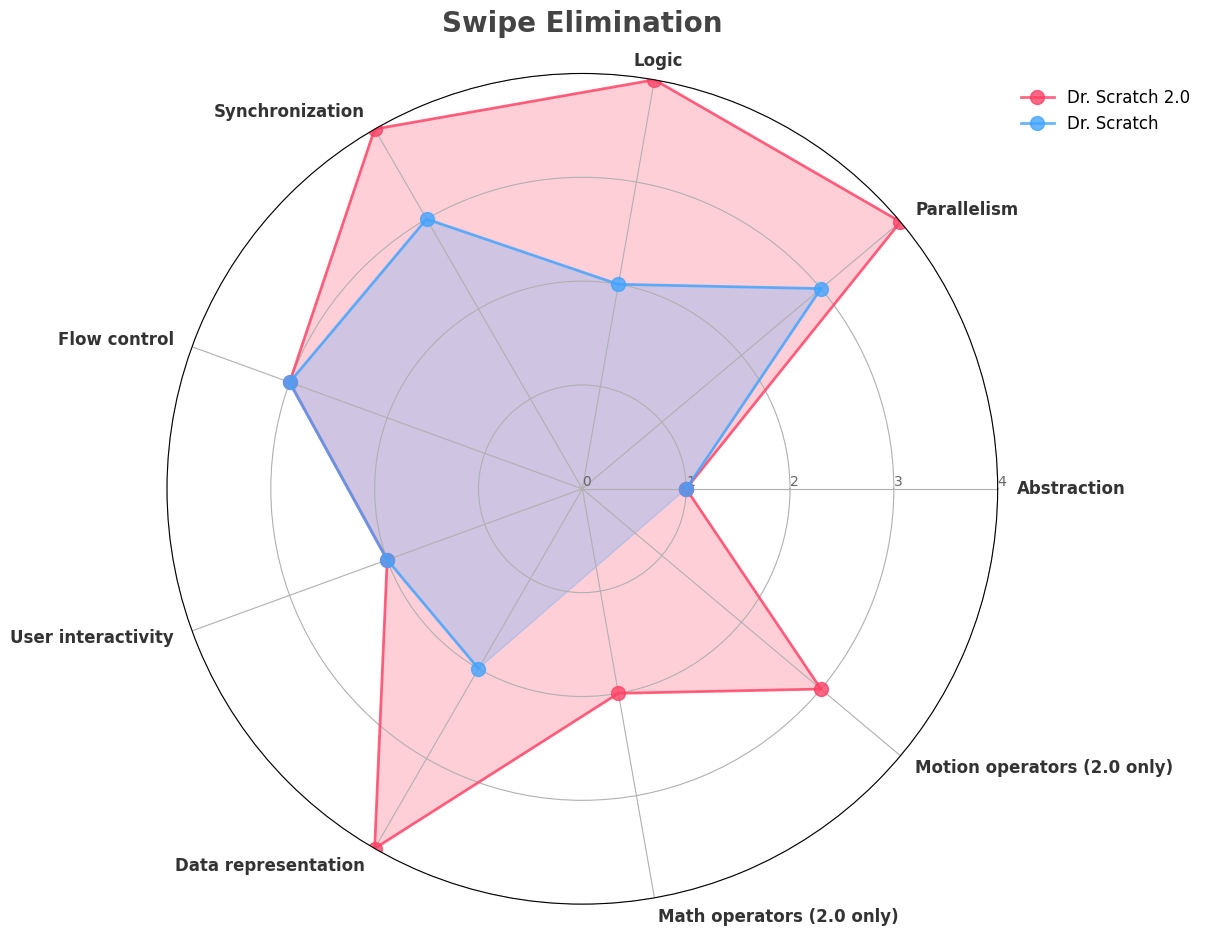 Swipe Elimination
Logic
Dr. Scratch 2.0
Synchronization
Dr. Scratch
Parallelism
Flow control
0
1
2
3
4
Abstraction
User interactivity
Motion operators (2.0 only)
Data representation
Math operators (2.0 only)